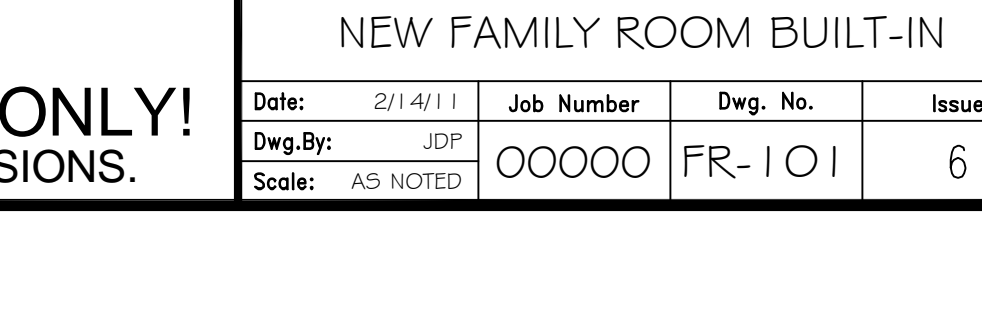 NEW FAMILY ROOM BUILT-IN
ONLY!
SIONS.
Date: 2/14/11
Dwg.By: JDP
Scale: AS NOTED
Job Number
00000
Dwg. No.
FR-101
Issue
6